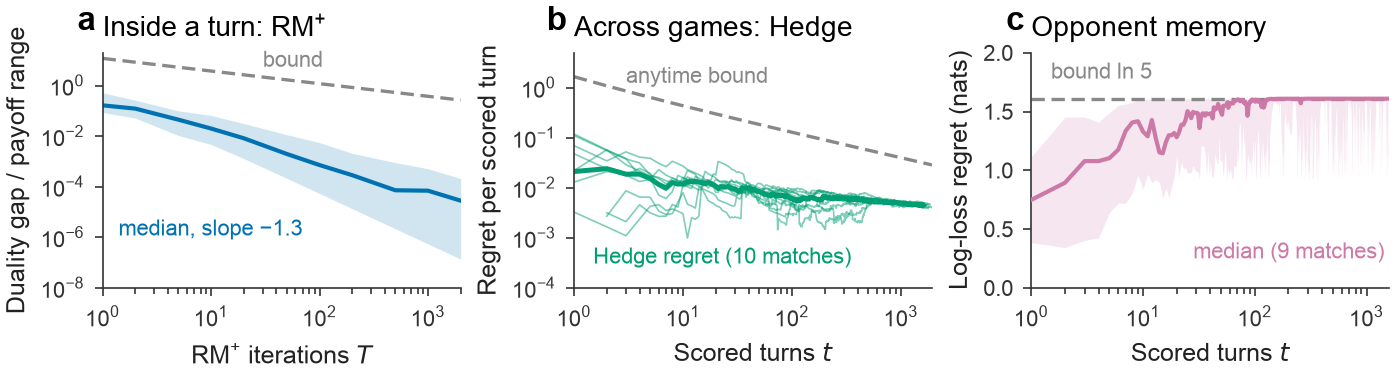 a Inside a turn: RM⁺
Duality gap / payoff range
10⁰
10⁻²
10⁻⁴
10⁻⁶
10⁻⁸
bound
median, slope −1.3
10⁰ 10¹ 10² 10³
RM⁺ iterations T
b Across games: Hedge
Regret per scored turn
10⁰
10⁻¹
10⁻²
10⁻³
10⁻⁴
anytime bound
Hedge regret (10 matches)
10⁰ 10¹ 10² 10³
Scored turns t
c Opponent memory
Log-loss regret (nats)
2.0
1.5
1.0
0.5
0.0
bound ln 5
median (9 matches)
10⁰ 10¹ 10² 10³
Scored turns t